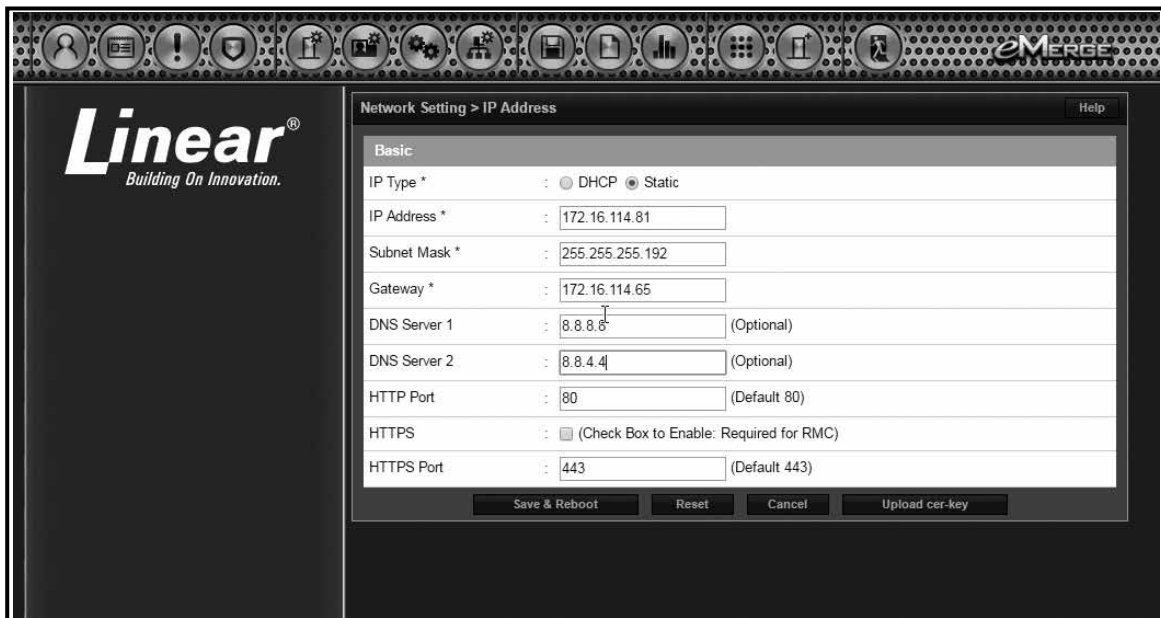 eMERGE
Linear®
Building On Innovation.
Network Setting > IP Address
Help
Basic
IP Type * : DHCP Static
IP Address * : 172.16.114.81
Subnet Mask * : 255.255.255.192
Gateway * : 172.16.114.65
DNS Server 1 : 8.8.8.8 (Optional)
DNS Server 2 : 8.8.4.4 (Optional)
HTTP Port : 80 (Default 80)
HTTPS : (Check Box to Enable: Required for RMC)
HTTPS Port : 443 (Default 443)
Save & Reboot Reset Cancel Upload cer-key